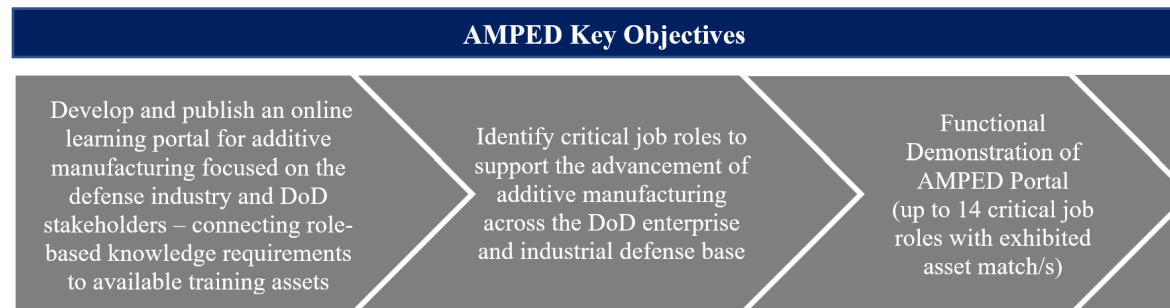 AMPED Key Objectives
Develop and publish an online
learning portal for additive
manufacturing focused on the
defense industry and DoD
stakeholders – connecting role-
based knowledge requirements
to available training assets
Identify critical job roles to
support the advancement of
additive manufacturing
across the DoD enterprise
and industrial defense base
Functional
Demonstration of
AMPED Portal
(up to 14 critical job
roles with exhibited
asset match/s)